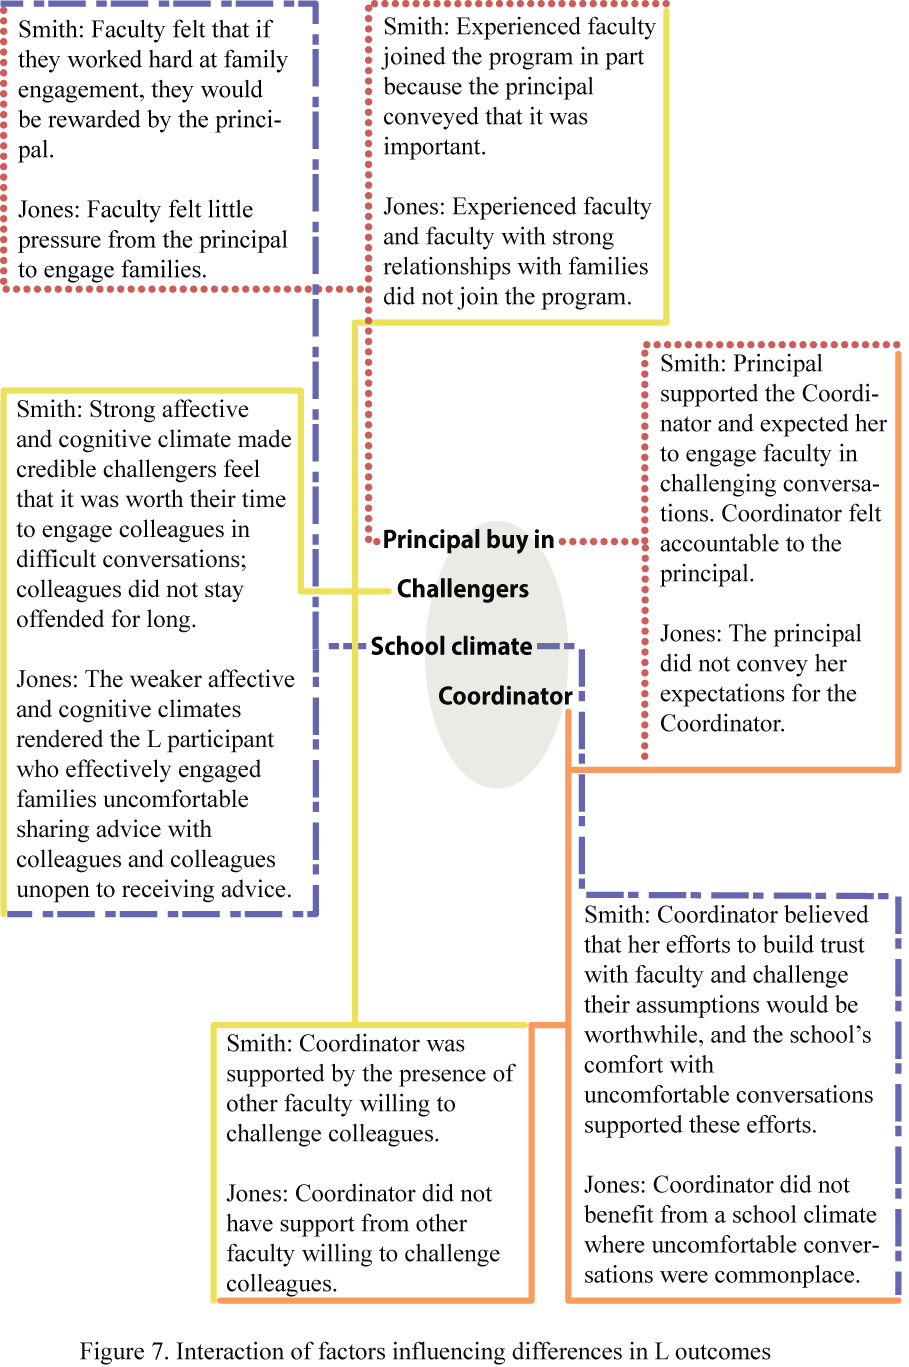 Smith: Faculty felt that if
they worked hard at family
engagement, they would
be rewarded by the princi-
pal.
Jones: Faculty felt little
pressure from the principal
to engage families.
Smith: Experienced faculty
joined the program in part
because the principal
conveyed that it was
important.
Jones: Experienced faculty
and faculty with strong
relationships with families
did not join the program.
Smith: Strong affective
and cognitive climate made
credible challengers feel
that it was worth their time
to engage colleagues in
difficult conversations;
colleagues did not stay
offended for long.
Jones: The weaker affective
and cognitive climates
rendered the L participant
who effectively engaged
families uncomfortable
sharing advice with
colleagues and colleagues
unopen to receiving advice.
Principal buy in
Challengers
School climate
Coordinator
Smith: Principal
supported the Coordi-
nator and expected her
to engage faculty in
challenging conversa-
tions. Coordinator felt
accountable to the
principal.
Jones: The principal
did not convey her
expectations for the
Coordinator.
Smith: Coordinator was
supported by the presence of
other faculty willing to
challenge colleagues.
Jones: Coordinator did not
have support from other
faculty willing to challenge
colleagues.
Smith: Coordinator believed
that her efforts to build trust
with faculty and challenge
their assumptions would be
worthwhile, and the school’s
comfort with
uncomfortable conversations
supported these efforts.
Jones: Coordinator did not
benefit from a school climate
where uncomfortable conver-
sations were commonplace.
Figure 7. Interaction of factors influencing differences in L outcomes